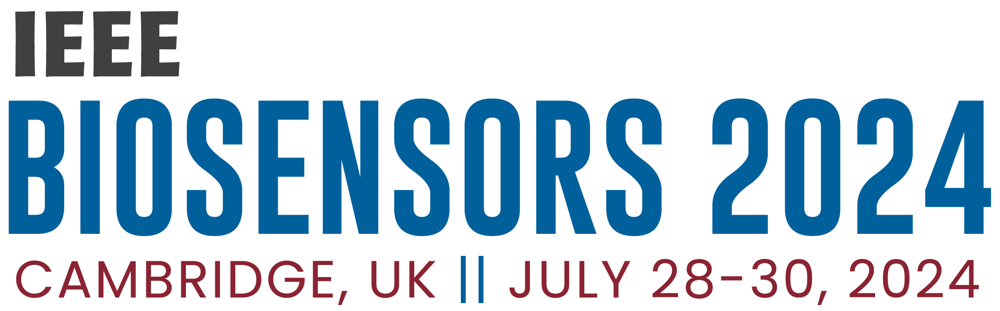 IEEE
BIOSENSORS 2024
CAMBRIDGE, UK || JULY 28-30, 2024